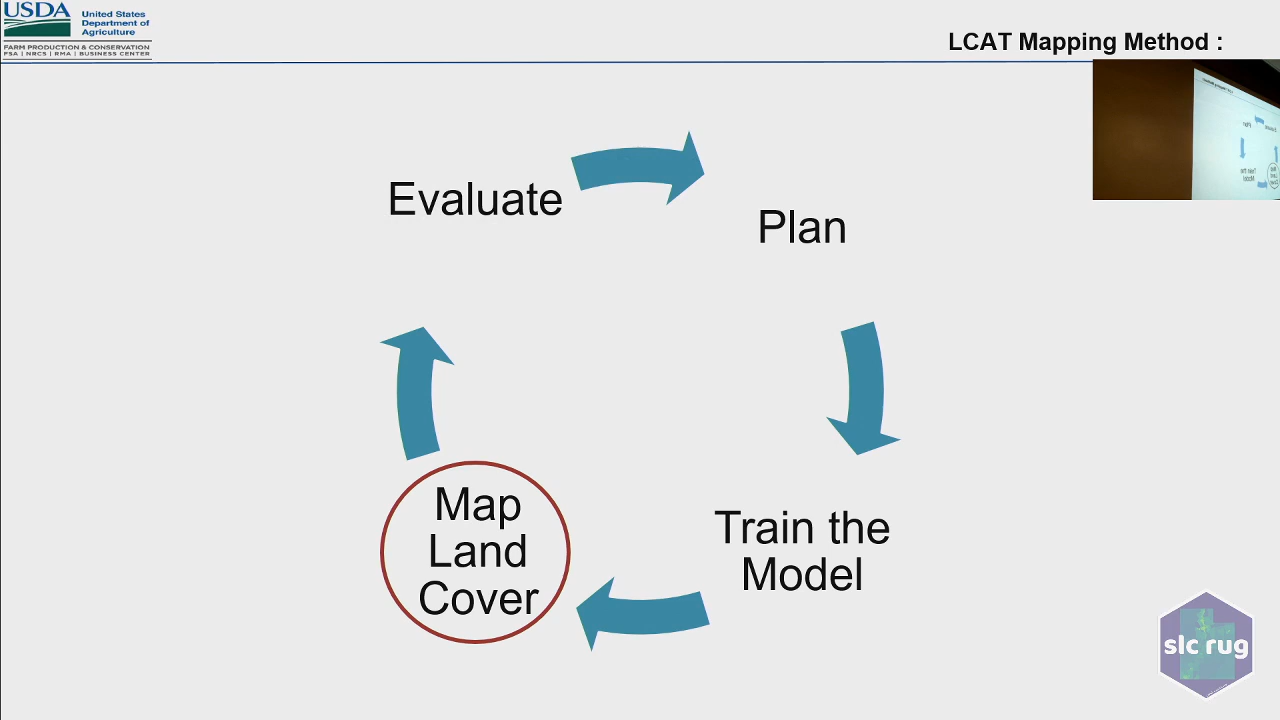 USDA
United States
Department of
Agriculture
FARM PRODUCTION & CONSERVATION
FSA | NRCS | RMA | BUSINESS CENTER
LCAT Mapping Method :
Evaluate
Plan
Map
Land
Cover
Train the
Model
slc rug